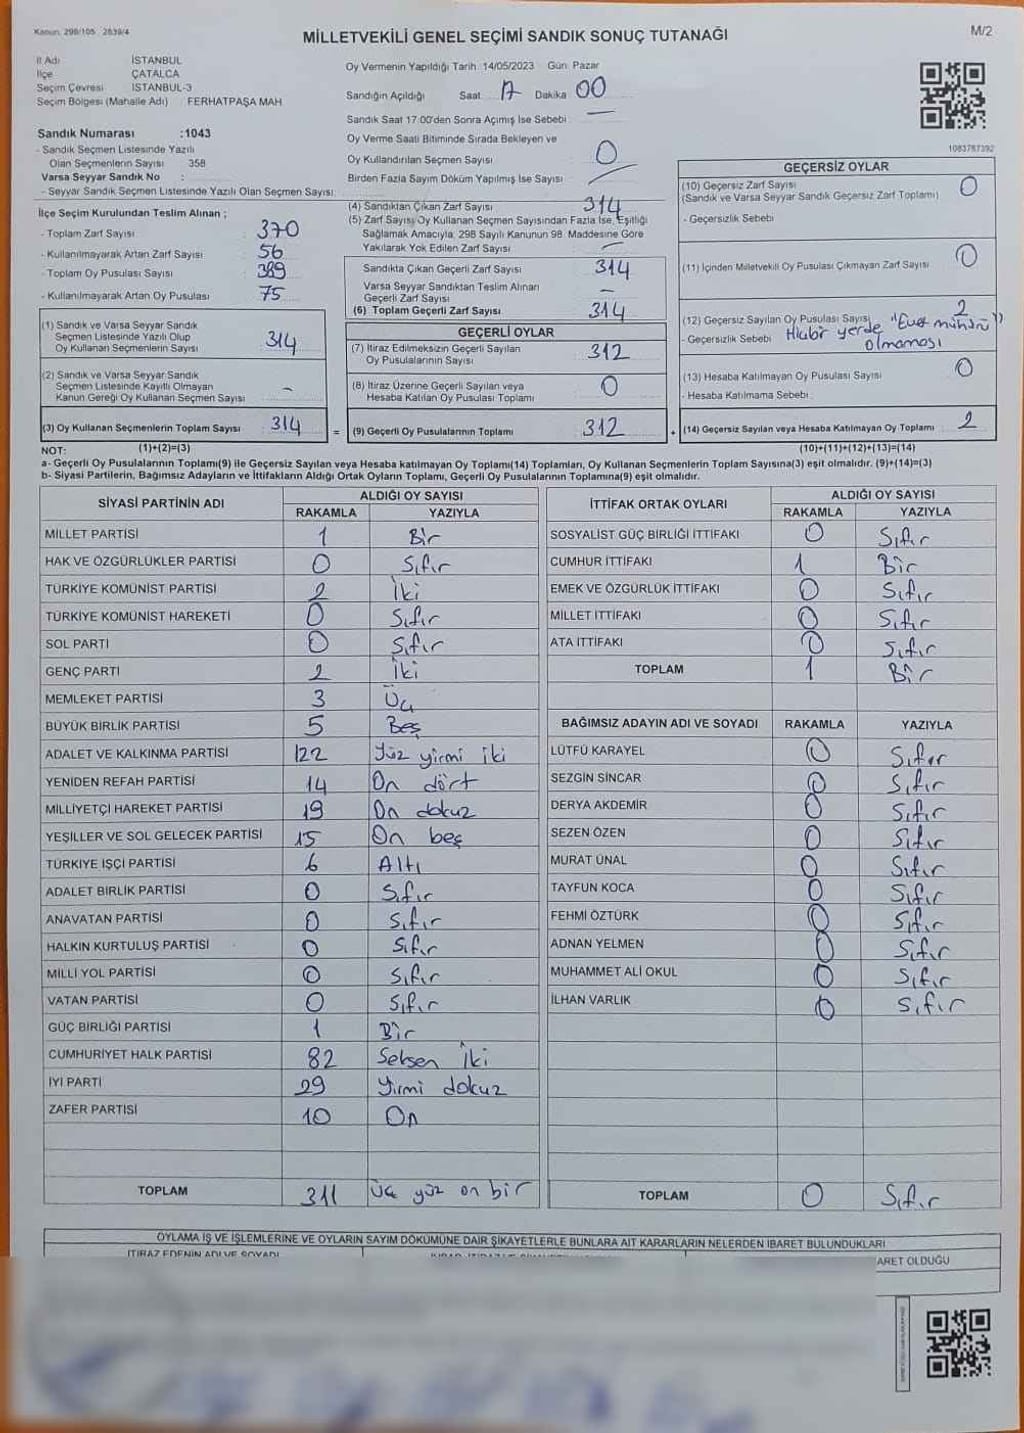 Kanun: 298/105, 2839/4
M/2
MİLLETVEKİLİ GENEL SEÇİMİ SANDIK SONUÇ TUTANAĞI
İl Adı İSTANBUL
İlçe ÇATALCA
Seçim Çevresi İSTANBUL-3
Seçim Bölgesi (Mahalle Adı) FERHATPAŞA MAH
Sandık Numarası :1043
- Sandık Seçmen Listesinde Yazılı
Olan Seçmenlerin Sayısı 358
Varsa Seyyar Sandık No :
- Seyyar Sandık Seçmen Listesinde Yazılı Olan Seçmen Sayısı:
Oy Vermenin Yapıldığı Tarih: 14/05/2023 Gün: Pazar
Sandığın Açıldığı Saat 17 Dakika 00
Sandık Saat 17:00'den Sonra Açımış İse Sebebi: —
Oy Verme Saati Bitiminde Sırada Bekleyen ve
Oy Kullandırılan Seçmen Sayısı 0
Birden Fazla Sayım Döküm Yapılmış İse Sayısı
1083787392
İlçe Seçim Kurulundan Teslim Alınan ;
- Toplam Zarf Sayısı 370
- Kullanılmayarak Artan Zarf Sayısı 56
- Toplam Oy Pusulası Sayısı 389
- Kullanılmayarak Artan Oy Pusulası 75
(1) Sandık ve Varsa Seyyar Sandık
Seçmen Listesinde Yazılı Olup
Oy Kullanan Seçmenlerin Sayısı 314
(2) Sandık ve Varsa Seyyar Sandık
Seçmen Listesinde Kayıtlı Olmayan
Kanun Gereği Oy Kullanan Seçmen Sayısı -
(3) Oy Kullanan Seçmenlerin Toplam Sayısı 314 =
(4) Sandıktan Çıkan Zarf Sayısı 314
(5) Zarf Sayısı Oy Kullanan Seçmen Sayısından Fazla İse, Eşitliği
Sağlamak Amacıyla, 298 Sayılı Kanunun 98. Maddesine Göre
Yakılarak Yok Edilen Zarf Sayısı —
Sandıkta Çıkan Geçerli Zarf Sayısı 314
Varsa Seyyar Sandıktan Teslim Alınan
Geçerli Zarf Sayısı -
(6) Toplam Geçerli Zarf Sayısı 314
GEÇERLİ OYLAR
(7) İtiraz Edilmeksizin Geçerli Sayılan
Oy Pusulalarının Sayısı 312
(8) İtiraz Üzerine Geçerli Sayılan veya
Hesaba Katılan Oy Pusulası Toplamı 0
(9) Geçerli Oy Pusulalarının Toplamı 312 +
GEÇERSİZ OYLAR
(10) Geçersiz Zarf Sayısı 0
(Sandık ve Varsa Seyyar Sandık Geçersiz Zarf Toplamı)
- Geçersizlik Sebebi
(11) İçinden Milletvekili Oy Pusulası Çıkmayan Zarf Sayısı 0
(12) Geçersiz Sayılan Oy Pusulası Sayısı 2
- Geçersizlik Sebebi Hiçbir yerde "Evet mührü"
olmaması
(13) Hesaba Katılmayan Oy Pusulası Sayısı 0
- Hesaba Katılmama Sebebi :
(14) Geçersiz Sayılan veya Hesaba Katılmayan Oy Toplamı 2
NOT: (1)+(2)=(3) (10)+(11)+(12)+(13)=(14)
a- Geçerli Oy Pusulalarının Toplamı(9) ile Geçersiz Sayılan veya Hesaba katılmayan Oy Toplamı(14) Toplamları, Oy Kullanan Seçmenlerin Toplam Sayısına(3) eşit olmalıdır. (9)+(14)=(3)
b- Siyasi Partilerin, Bağımsız Adayların ve İttifakların Aldığı Ortak Oyların Toplamı, Geçerli Oy Pusulalarının Toplamına(9) eşit olmalıdır.
SİYASİ PARTİNİN ADI ALDIĞI OY SAYISI
RAKAMLA YAZIYLA
MİLLET PARTİSİ 1 Bir
HAK VE ÖZGÜRLÜKLER PARTİSİ 0 Sıfır
TÜRKİYE KOMÜNİST PARTİSİ 2 İki
TÜRKİYE KOMÜNİST HAREKETİ 0 Sıfır
SOL PARTİ 0 Sıfır
GENÇ PARTİ 2 İki
MEMLEKET PARTİSİ 3 Üç
BÜYÜK BİRLİK PARTİSİ 5 Beş
ADALET VE KALKINMA PARTİSİ 122 Yüz yirmi iki
YENİDEN REFAH PARTİSİ 14 On dört
MİLLİYETÇİ HAREKET PARTİSİ 19 On dokuz
YEŞİLLER VE SOL GELECEK PARTİSİ 15 On beş
TÜRKİYE İŞÇİ PARTİSİ 6 Altı
ADALET BİRLİK PARTİSİ 0 Sıfır
ANAVATAN PARTİSİ 0 Sıfır
HALKIN KURTULUŞ PARTİSİ 0 Sıfır
MİLLİ YOL PARTİSİ 0 Sıfır
VATAN PARTİSİ 0 Sıfır
GÜÇ BİRLİĞİ PARTİSİ 1 Bir
CUMHURİYET HALK PARTİSİ 82 Seksen İki
İYİ PARTİ 29 Yirmi dokuz
ZAFER PARTİSİ 10 On
TOPLAM 311 Üç yüz on bir
İTTİFAK ORTAK OYLARI ALDIĞI OY SAYISI
RAKAMLA YAZIYLA
SOSYALİST GÜÇ BİRLİĞİ İTTİFAKI 0 Sıfır
CUMHUR İTTİFAKI 1 Bir
EMEK VE ÖZGÜRLÜK İTTİFAKI 0 Sıfır
MİLLET İTTİFAKI 0 Sıfır
ATA İTTİFAKI 0 Sıfır
TOPLAM 1 Bir
BAĞIMSIZ ADAYIN ADI VE SOYADI RAKAMLA YAZIYLA
LÜTFÜ KARAYEL 0 Sıfır
SEZGİN SİNCAR 0 Sıfır
DERYA AKDEMİR 0 Sıfır
SEZEN ÖZEN 0 Sıfır
MURAT ÜNAL 0 Sıfır
TAYFUN KOCA 0 Sıfır
FEHMİ ÖZTÜRK 0 Sıfır
ADNAN YELMEN 0 Sıfır
MUHAMMET ALİ OKUL 0 Sıfır
İLHAN VARLIK 0 Sıfır
TOPLAM 0 Sıfır
OYLAMA İŞ VE İŞLEMLERİNE VE OYLARIN SAYIM DÖKÜMÜNE DAİR ŞİKAYETLERLE BUNLARA AİT KARARLARIN NELERDEN İBARET BULUNDUKLARI
İTİRAZ EDENİN ADI VE SOYADI
ARET OLDUĞU